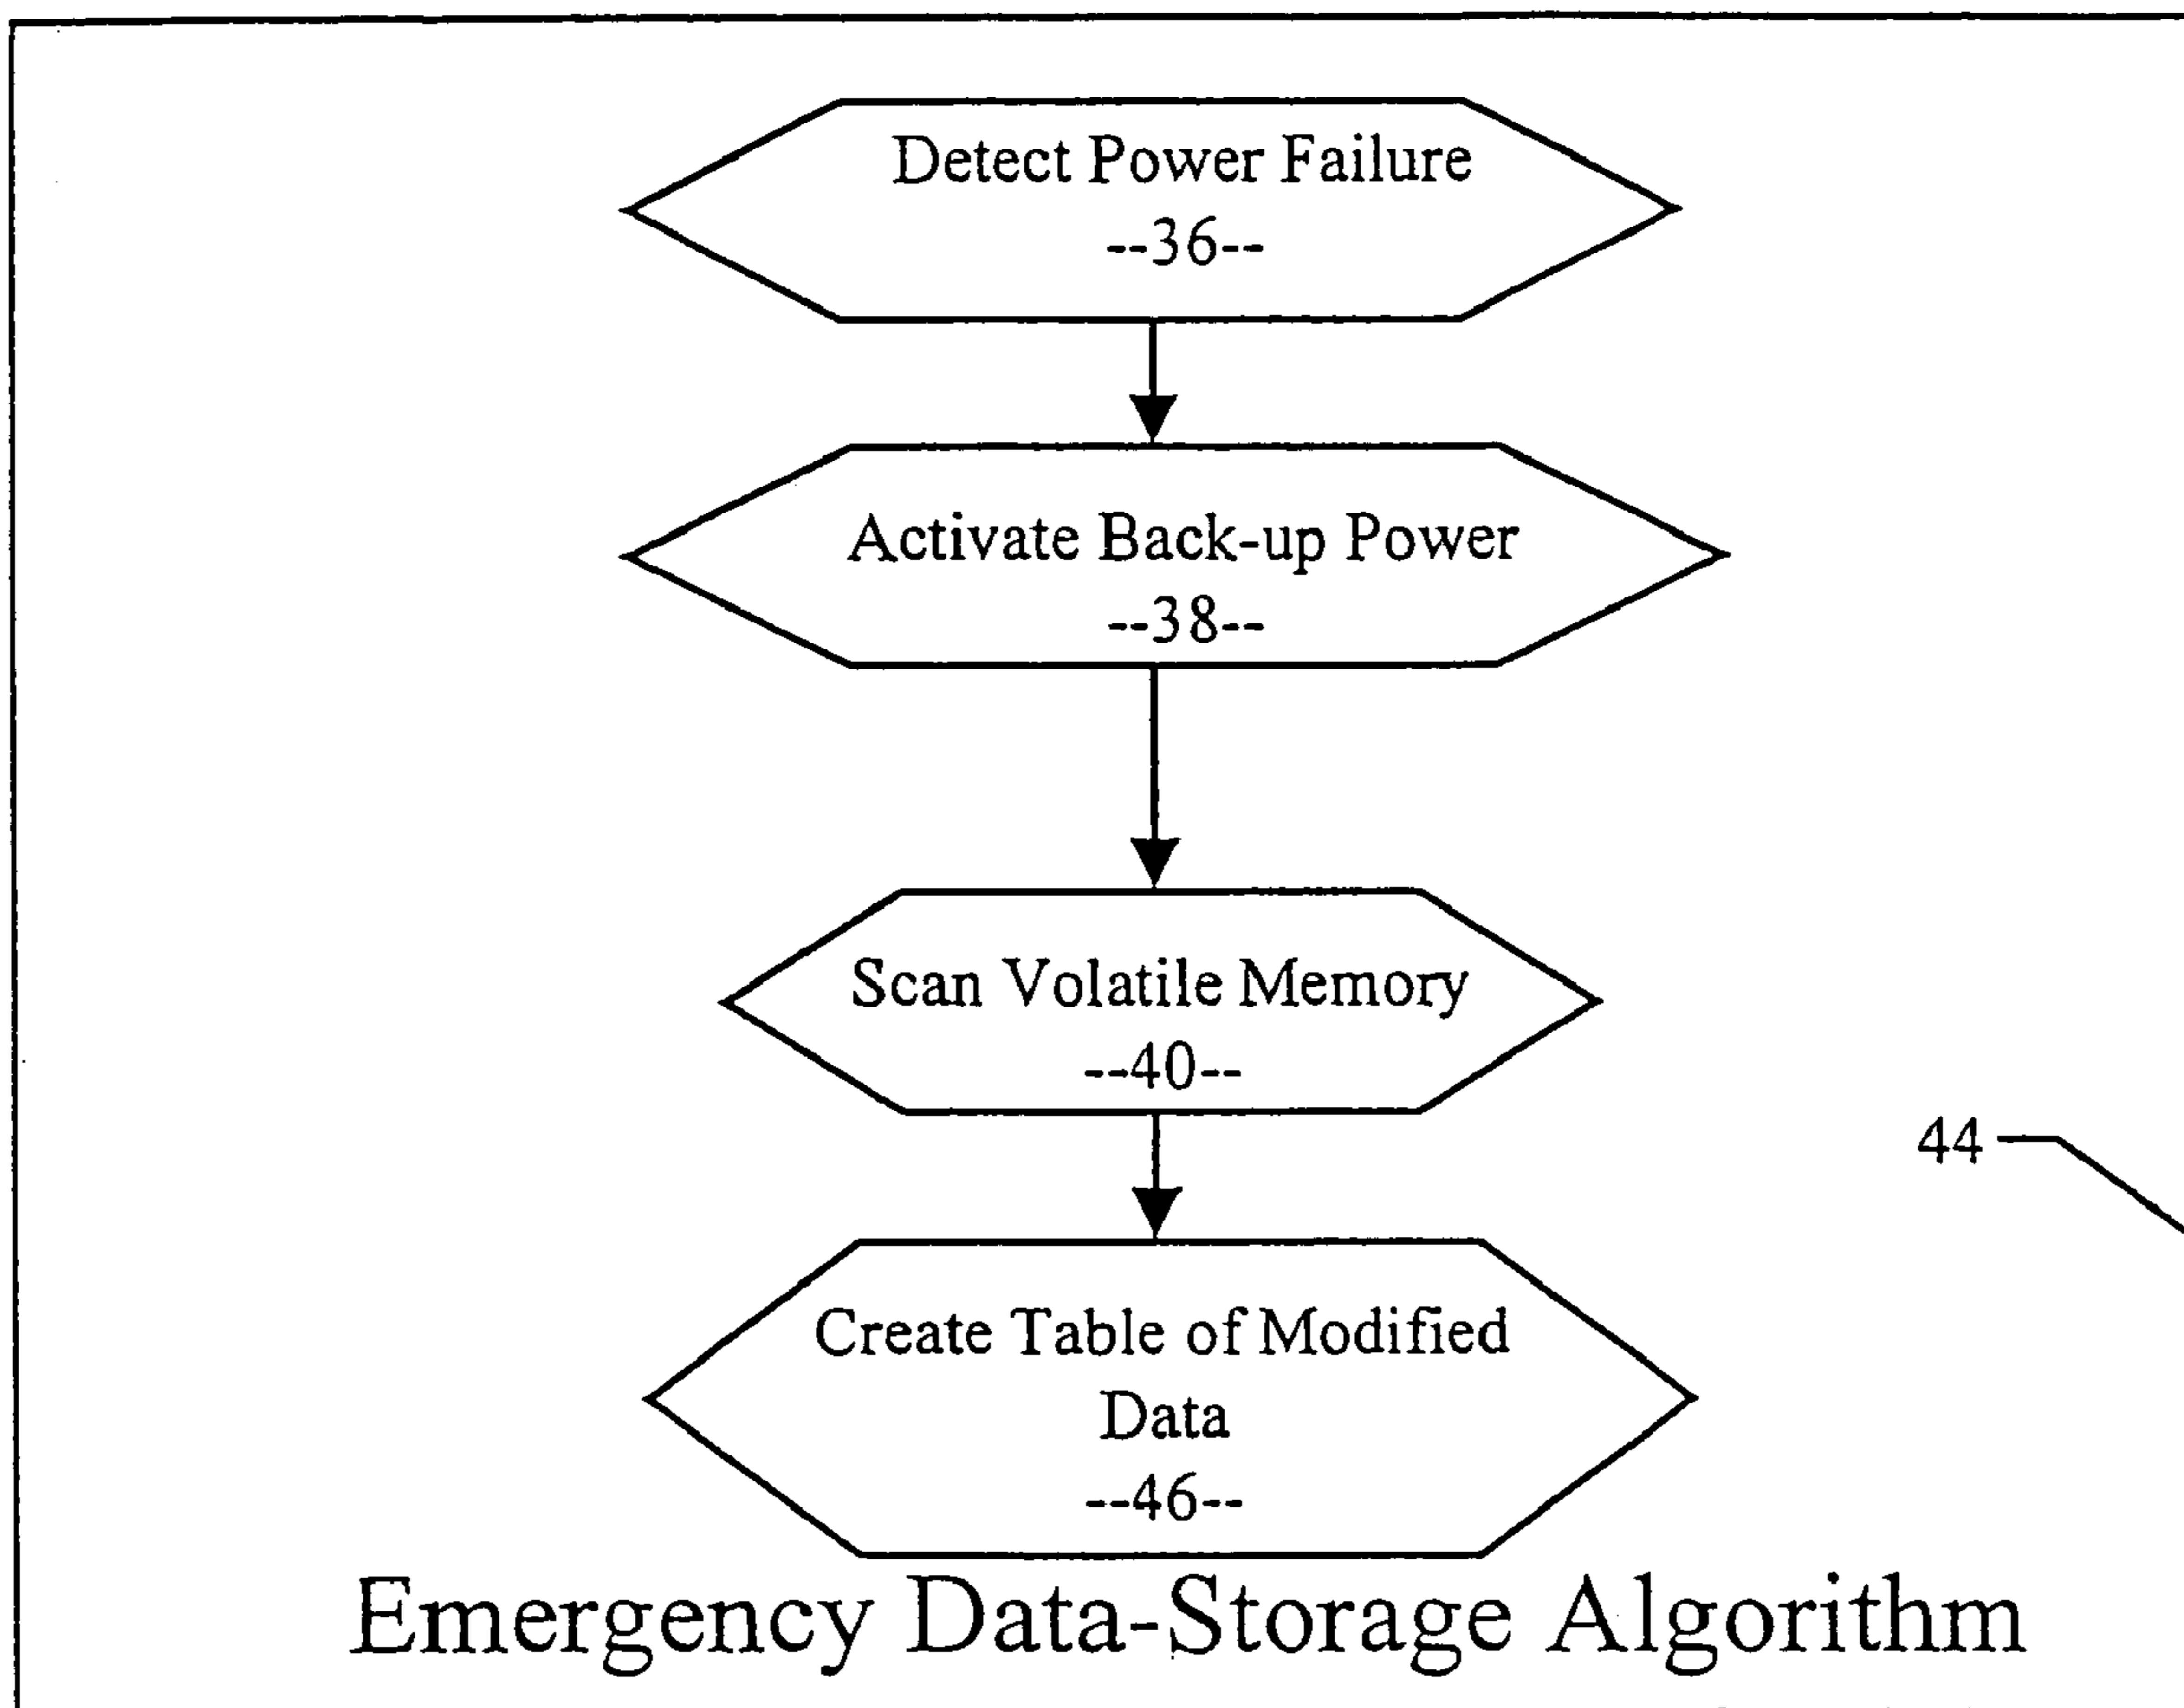 Detect Power Failure
--36--
Activate Back-up Power
--38--
Scan Volatile Memory
--40--
44
Create Table of Modified
Data
--46--
Emergency Data-Storage Algorithm